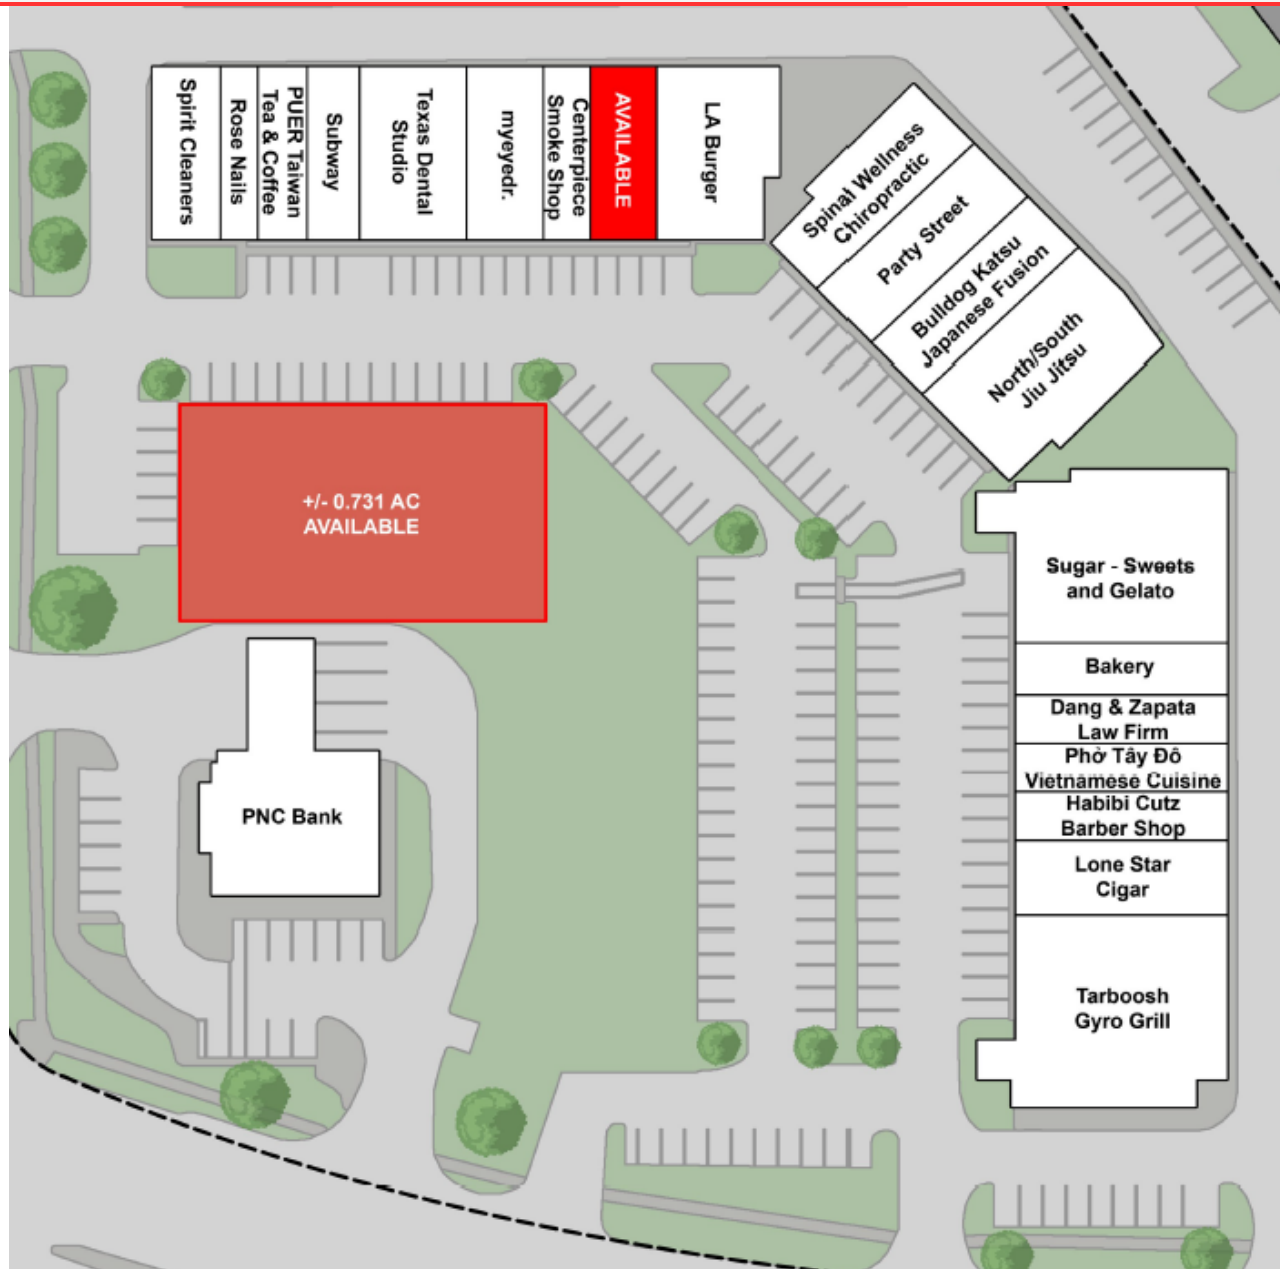 Spirit Cleaners
Rose Nails
PUER Taiwan
Tea & Coffee
Subway
Texas Dental
Studio
myeyedr.
Centerpiece
Smoke Shop
AVAILABLE
LA Burger
Spinal Wellness
Chiropractic
Party Street
Bulldog Katsu
Japanese Fusion
North/South
Jiu Jitsu
+/- 0.731 AC
AVAILABLE
Sugar - Sweets
and Gelato
Bakery
Dang & Zapata
Law Firm
Phở Tây Đô
Vietnamese Cuisine
Habibi Cutz
Barber Shop
Lone Star
Cigar
Tarboosh
Gyro Grill
PNC Bank